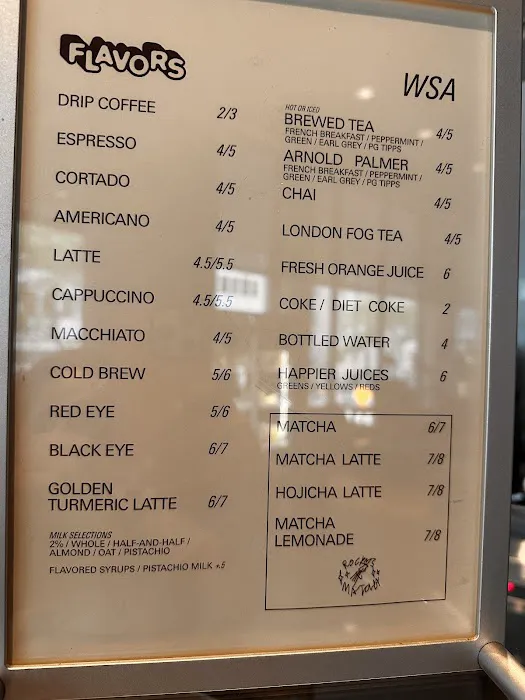 FLAVORS
WSA
DRIP COFFEE 2/3
ESPRESSO 4/5
CORTADO 4/5
AMERICANO 4/5
LATTE 4.5/5.5
CAPPUCCINO 4.5/5.5
MACCHIATO 4/5
COLD BREW 5/6
RED EYE 5/6
BLACK EYE 6/7
GOLDEN
TURMERIC LATTE 6/7
MILK SELECTIONS
2% / WHOLE / HALF-AND-HALF /
ALMOND / OAT / PISTACHIO
FLAVORED SYRUPS / PISTACHIO MILK +.5
HOT OR ICED
BREWED TEA 4/5
FRENCH BREAKFAST / PEPPERMINT /
GREEN / EARL GREY / PG TIPPS
ARNOLD PALMER 4/5
FRENCH BREAKFAST / PEPPERMINT /
GREEN / EARL GREY / PG TIPPS
CHAI 4/5
LONDON FOG TEA 4/5
FRESH ORANGE JUICE 6
COKE / DIET COKE 2
BOTTLED WATER 4
HAPPIER JUICES 6
GREENS / YELLOWS / REDS
MATCHA 6/7
MATCHA LATTE 7/8
HOJICHA LATTE 7/8
MATCHA
LEMONADE 7/8
ROCKETS
MATCHA